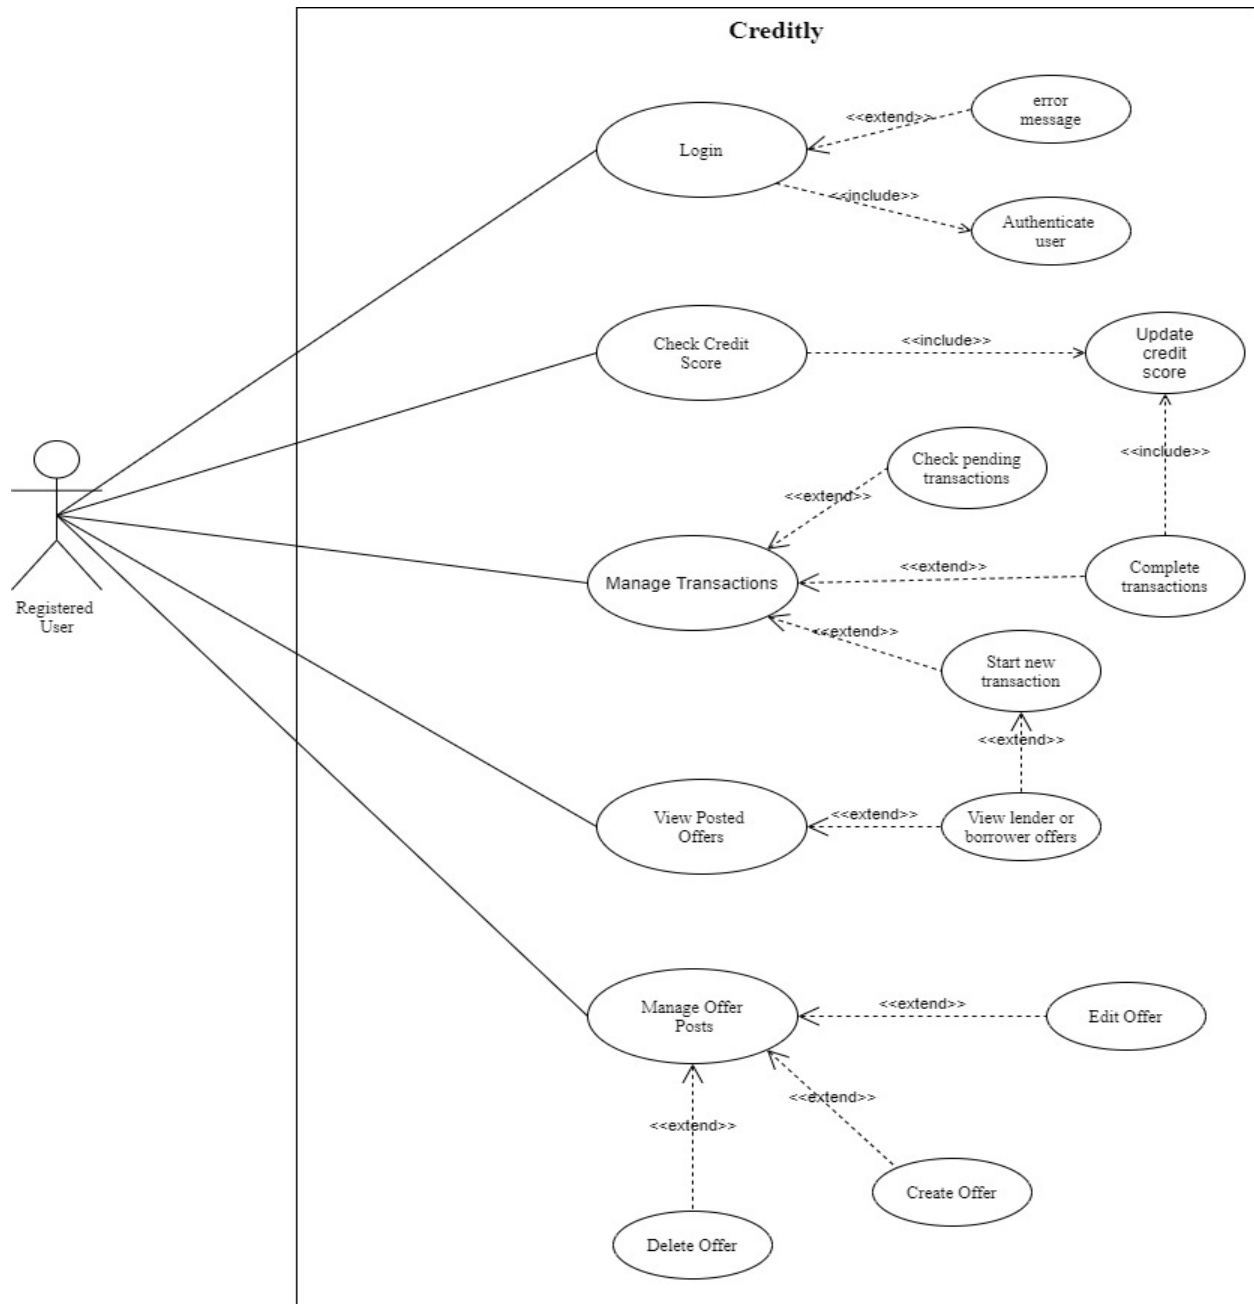 Creditly
error
message
<<extend>>
Login
<<include>>
Authenticate
user
Check Credit
Score
<<include>>
Update
credit
score
<<include>>
Check pending
transactions
<<extend>>
Manage Transactions
<<extend>>
Complete
transactions
<<extend>>
Start new
transaction
<<extend>>
Registered
User
View Posted
Offers
<<extend>>
View lender or
borrower offers
Manage Offer
Posts
<<extend>>
Edit Offer
<<extend>>
<<extend>>
Create Offer
Delete Offer